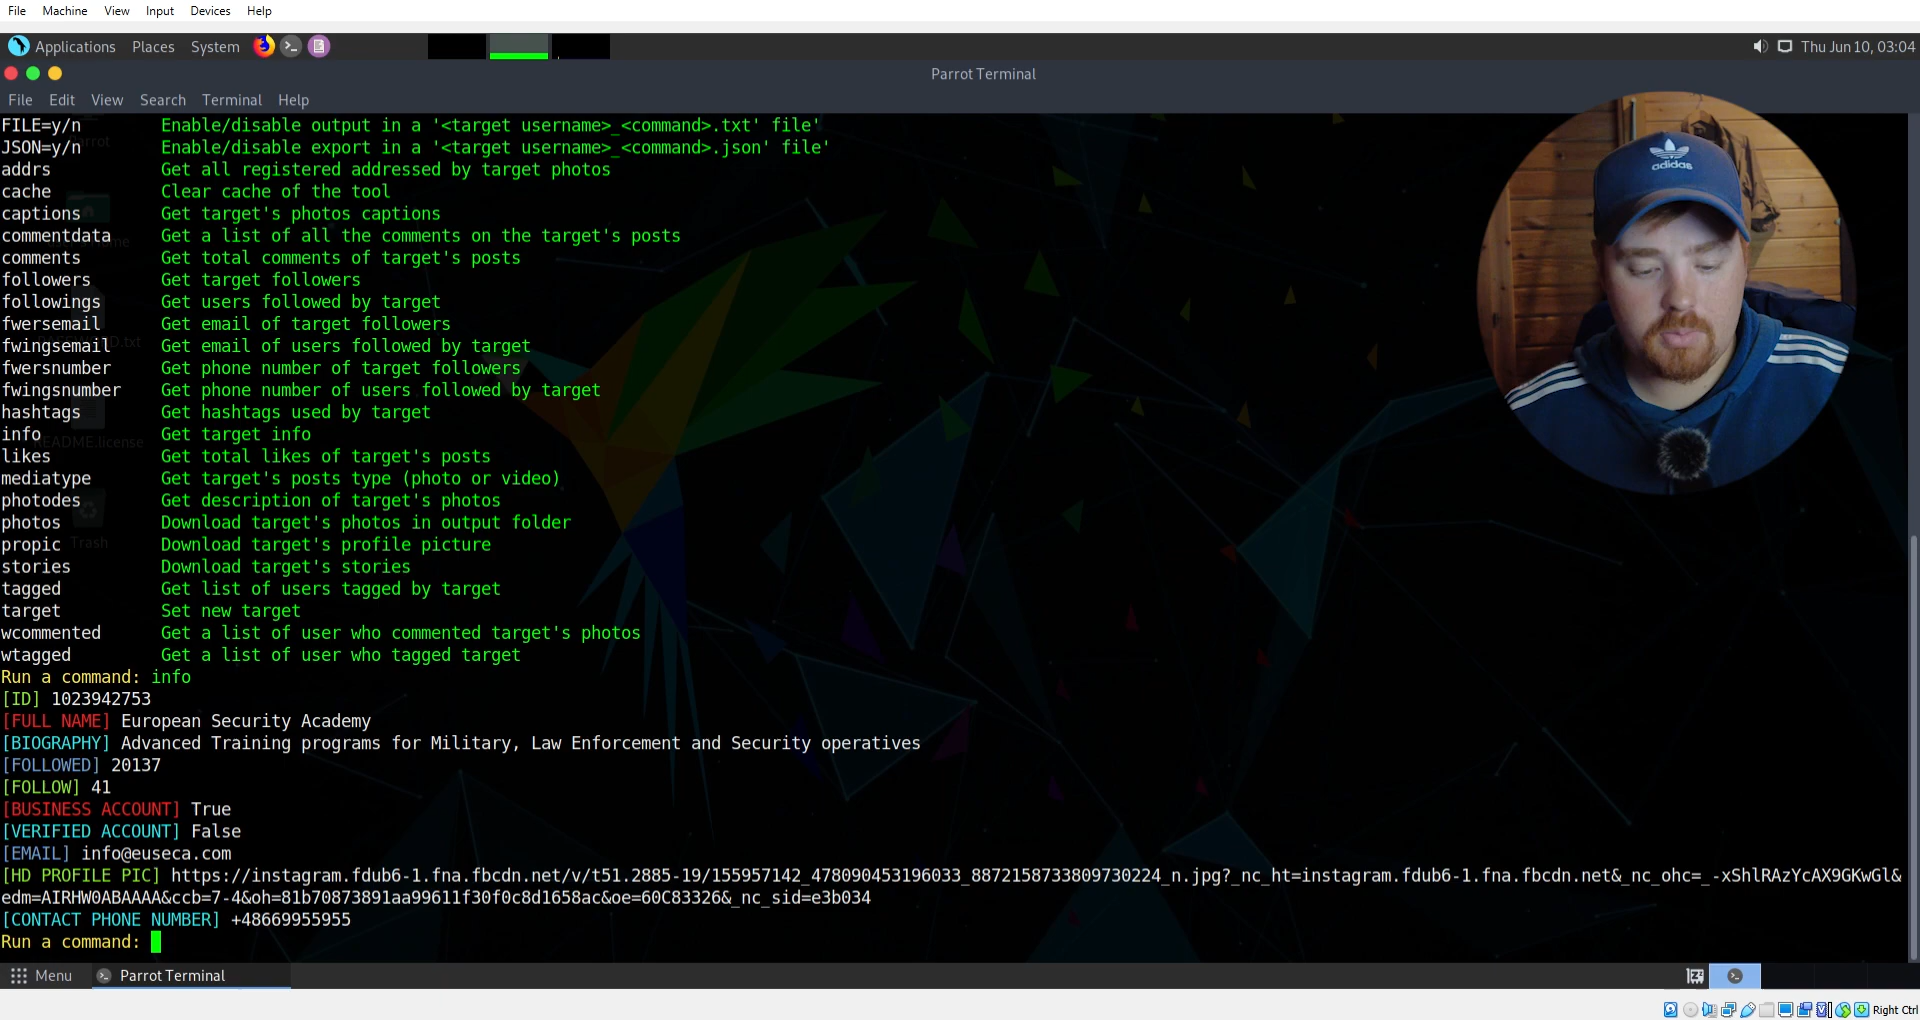 File Machine View Input Devices Help
Applications Places System Thu Jun 10, 03:04
Parrot Terminal
File Edit View Search Terminal Help
FILE=y/n Enable/disable output in a '<target username>_<command>.txt' file'
JSON=y/n Enable/disable export in a '<target username>_<command>.json' file'
addrs Get all registered addressed by target photos
cache Clear cache of the tool
captions Get target's photos captions
commentdata Get a list of all the comments on the target's posts
comments Get total comments of target's posts
followers Get target followers
followings Get users followed by target
fwersemail Get email of target followers
fwingsemail Get email of users followed by target
fwersnumber Get phone number of target followers
fwingsnumber Get phone number of users followed by target
hashtags Get hashtags used by target
info Get target info
likes Get total likes of target's posts
mediatype Get target's posts type (photo or video)
photodes Get description of target's photos
photos Download target's photos in output folder
propic Download target's profile picture
stories Download target's stories
tagged Get list of users tagged by target
target Set new target
wcommented Get a list of user who commented target's photos
wtagged Get a list of user who tagged target
Run a command: info
[ID] 1023942753
[FULL NAME] European Security Academy
[BIOGRAPHY] Advanced Training programs for Military, Law Enforcement and Security operatives
[FOLLOWED] 20137
[FOLLOW] 41
[BUSINESS ACCOUNT] True
[VERIFIED ACCOUNT] False
[EMAIL] info@euseca.com
[HD PROFILE PIC] https://instagram.fdub6-1.fna.fbcdn.net/v/t51.2885-19/155957142_478090453196033_8872158733809730224_n.jpg?_nc_ht=instagram.fdub6-1.fna.fbcdn.net&_nc_ohc=_-xShlRAzYcAX9GKwGl&
edm=AIRHW0ABAAAA&ccb=7-4&oh=81b70873891aa99611f30f0c8d1658ac&oe=60C83326&_nc_sid=e3b034
[CONTACT PHONE NUMBER] +48669955955
Run a command:
Menu Parrot Terminal
Right Ctrl
adidas
Trash
README.license